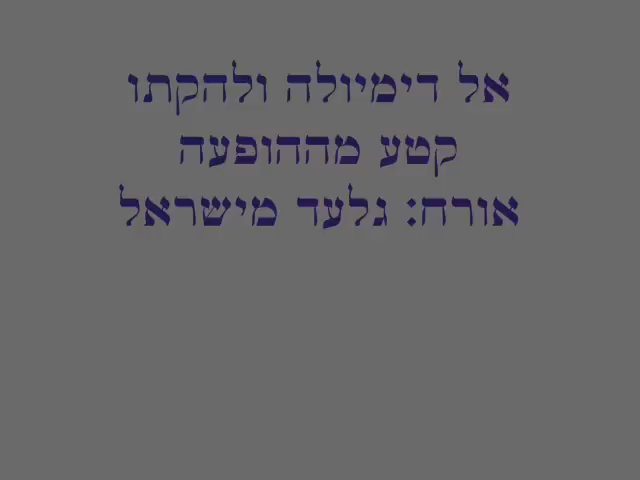 אל דימיולה ולהקתו
קטע מההופעה
אורח: גלעד מישראל